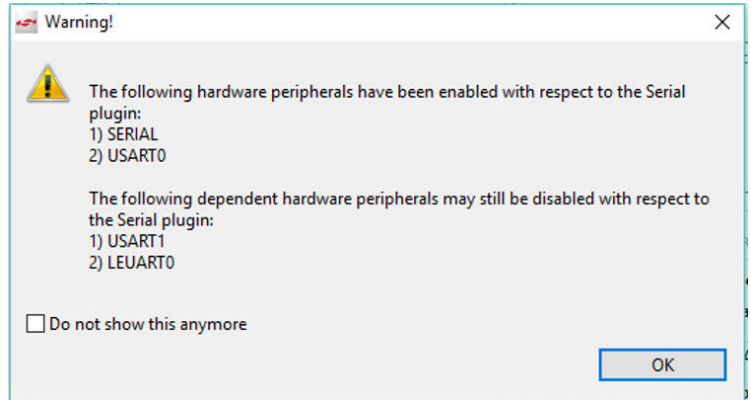 Warning!
The following hardware peripherals have been enabled with respect to the Serial
plugin:
1) SERIAL
2) USART0
The following dependent hardware peripherals may still be disabled with respect to
the Serial plugin:
1) USART1
2) LEUART0
Do not show this anymore
OK